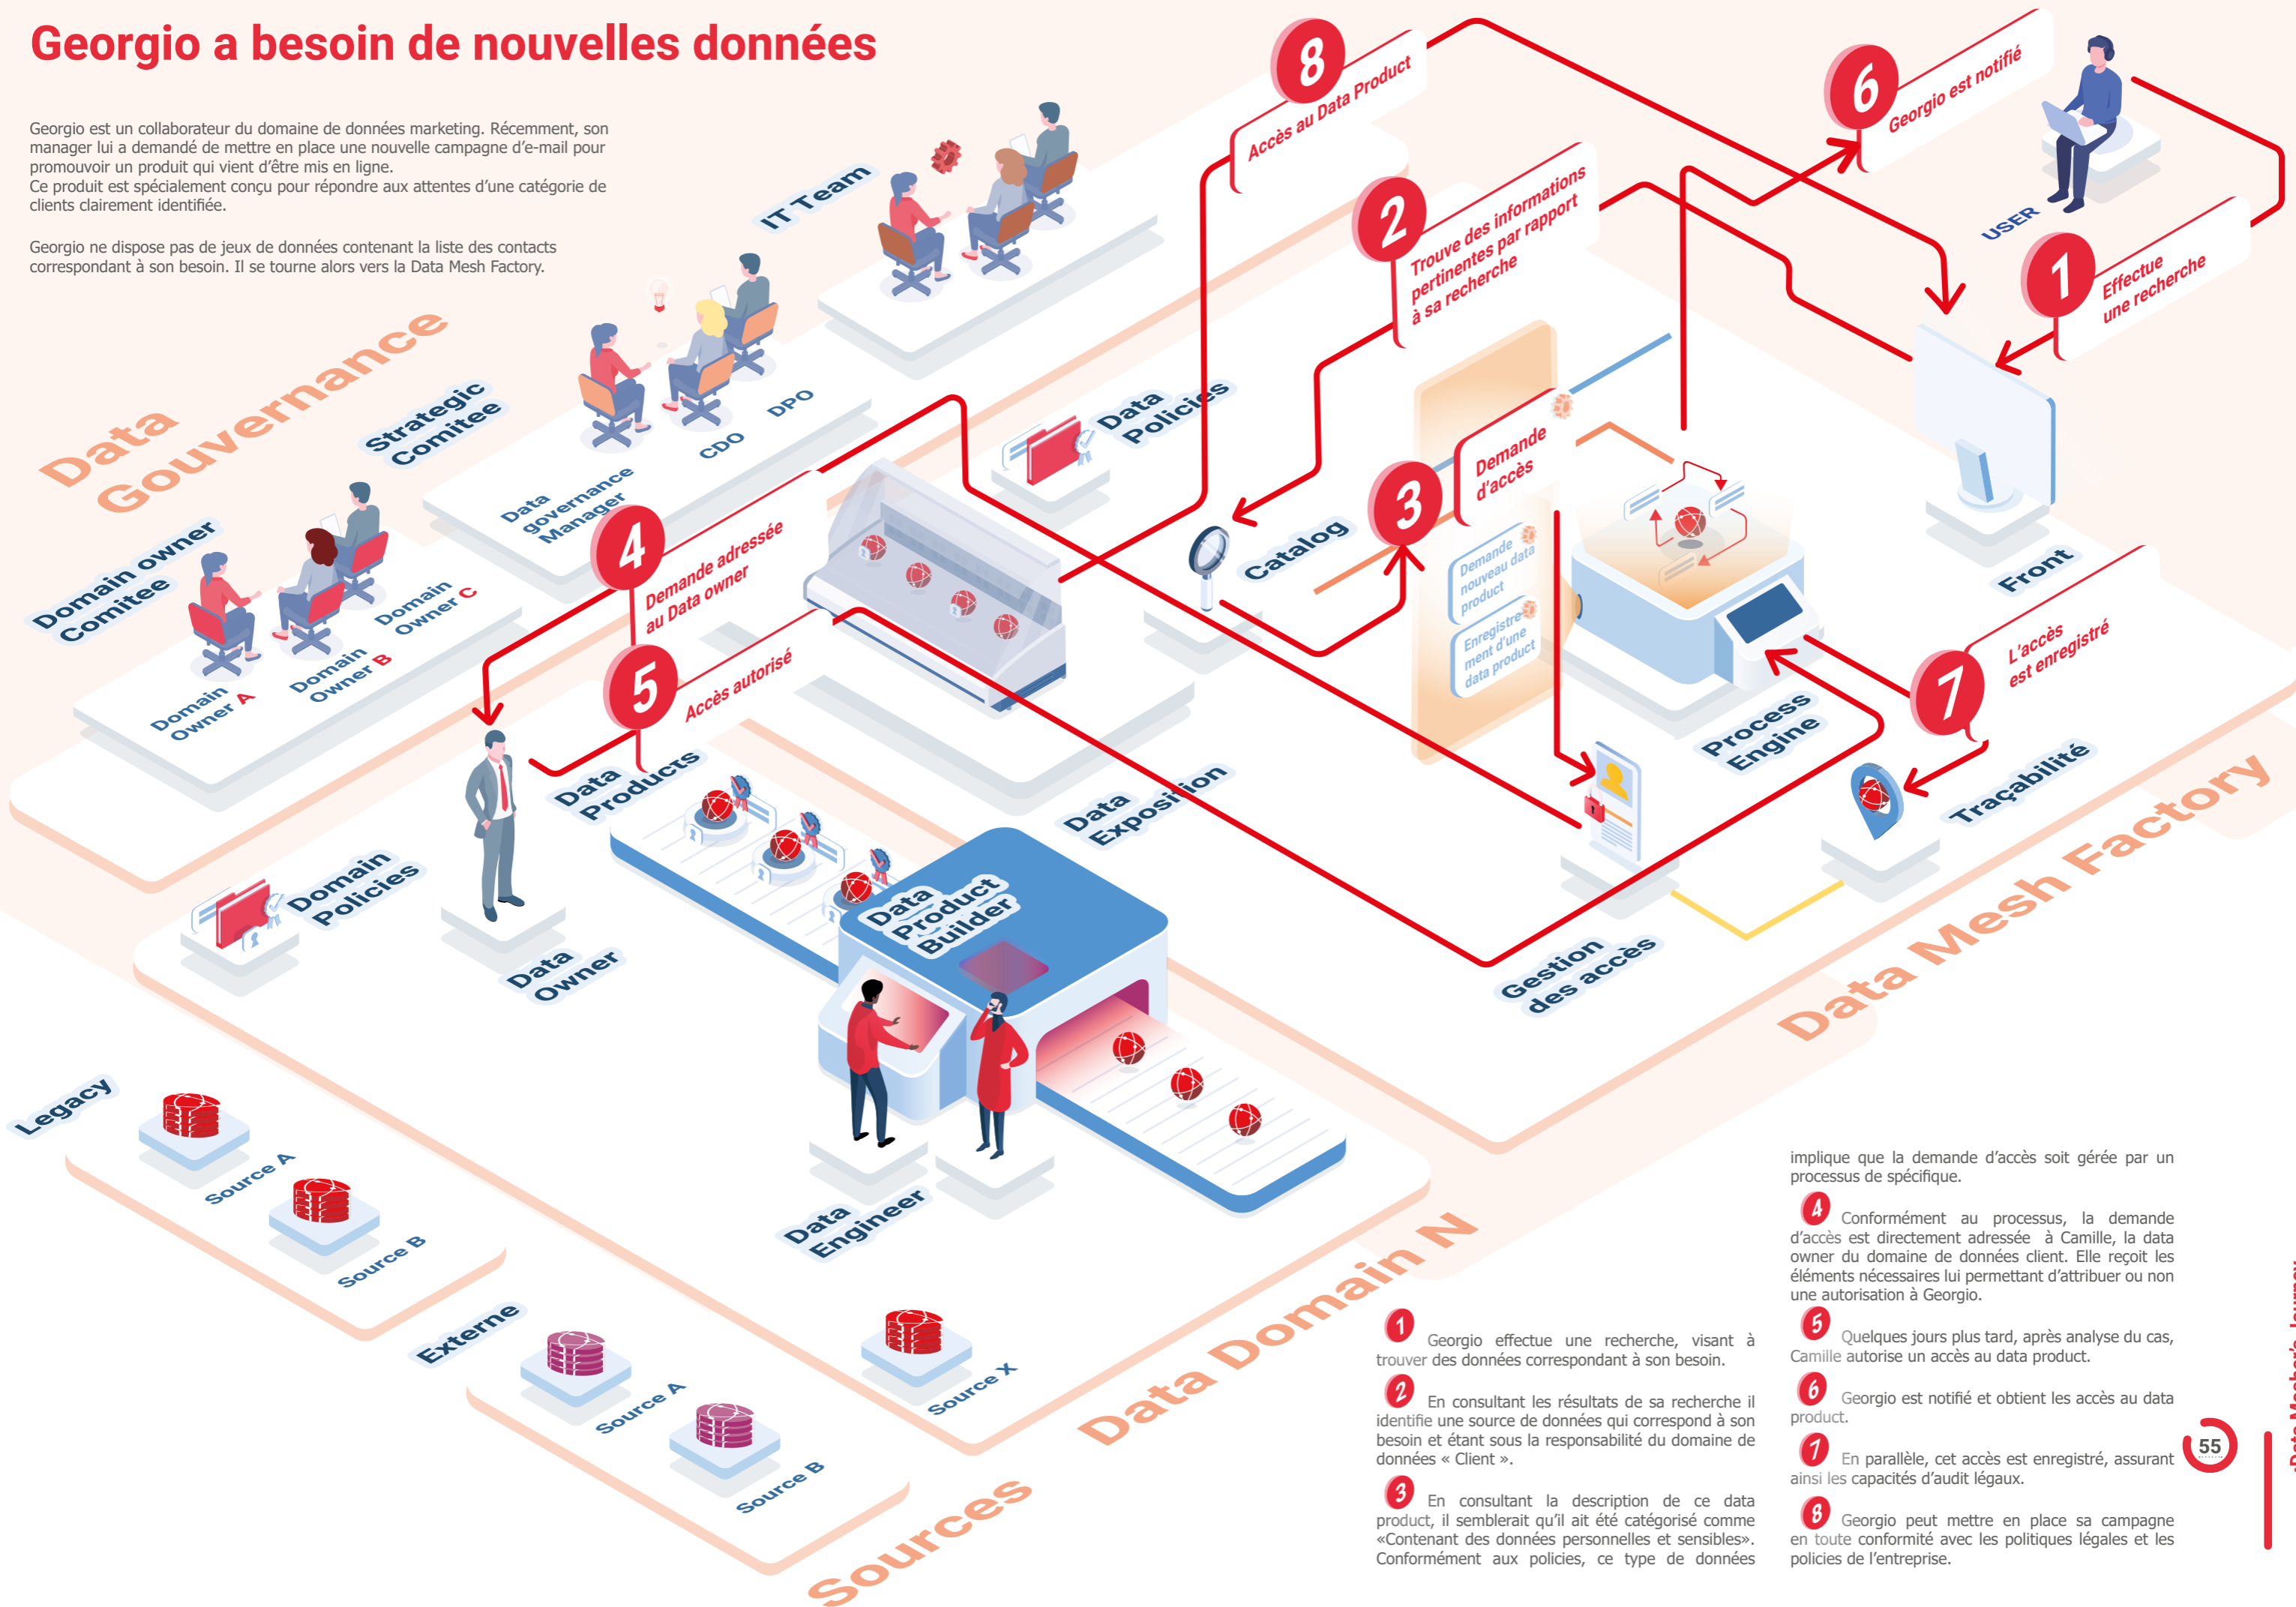 Georgio a besoin de nouvelles données
Georgio est un collaborateur du domaine de données marketing. Récemment, son
manager lui a demandé de mettre en place une nouvelle campagne d'e-mail pour
promouvoir un produit qui vient d'être mis en ligne.
Ce produit est spécialement conçu pour répondre aux attentes d'une catégorie de
clients clairement identifiée.
Georgio ne dispose pas de jeux de données contenant la liste des contacts
correspondant à son besoin. Il se tourne alors vers la Data Mesh Factory.
8
Accès au Data Product
6
Georgio est notifié
USER
1
Effectue
une recherche
2
Trouve des informations
pertinentes par rapport
à sa recherche
IT Team
Data
Gouvernance
Strategic
Comitee
Data
governance
Manager
CDO
DPO
Domain owner
Comitee
Domain
Owner A
Domain
Owner B
Domain
Owner C
Data
Policies
Catalog
3
Demande
d'accès
Demande
nouveau data
product
Enregistre-
ment d'une
data product
Front
4
Demande adressée
au Data owner
5
Accès autorisé
7
L'accès
est enregistré
Process
Engine
Traçabilité
Gestion
des accès
Data Mesh Factory
Data
Exposition
Data
Products
Data
Product
Builder
Domain
Policies
Data
Owner
Data
Engineer
Data Domain N
Legacy
Source A
Source B
Externe
Source A
Source B
Source X
Sources
1 Georgio effectue une recherche, visant à
trouver des données correspondant à son besoin.
2 En consultant les résultats de sa recherche il
identifie une source de données qui correspond à son
besoin et étant sous la responsabilité du domaine de
données « Client ».
3 En consultant la description de ce data
product, il semblerait qu'il ait été catégorisé comme
«Contenant des données personnelles et sensibles».
Conformément aux policies, ce type de données
implique que la demande d'accès soit gérée par un
processus de spécifique.
4 Conformément au processus, la demande
d'accès est directement adressée à Camille, la data
owner du domaine de données client. Elle reçoit les
éléments nécessaires lui permettant d'attribuer ou non
une autorisation à Georgio.
5 Quelques jours plus tard, après analyse du cas,
Camille autorise un accès au data product.
6 Georgio est notifié et obtient les accès au data
product.
7 En parallèle, cet accès est enregistré, assurant
ainsi les capacités d'audit légaux.
8 Georgio peut mettre en place sa campagne
en toute conformité avec les politiques légales et les
policies de l'entreprise.
55